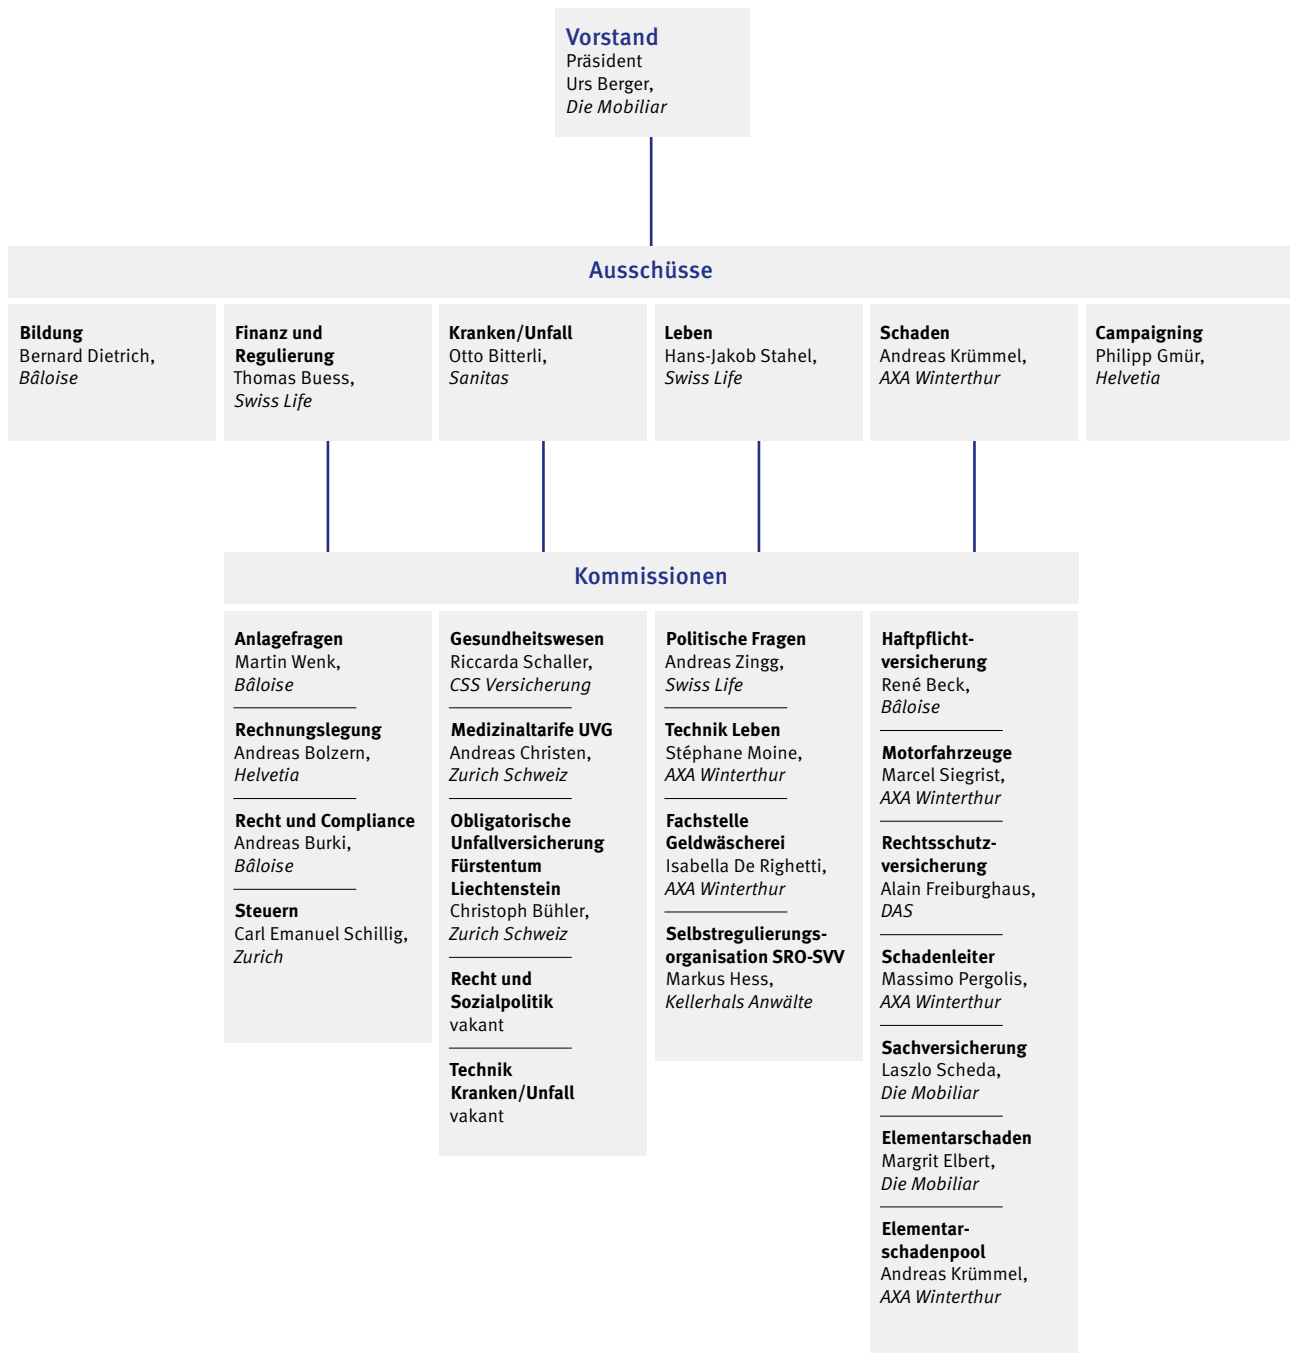 Vorstand
Präsident
Urs Berger,
Die Mobiliar
Ausschüsse
Bildung
Bernard Dietrich,
Bâloise
Finanz und
Regulierung
Thomas Buess,
Swiss Life
Kranken/Unfall
Otto Bitterli,
Sanitas
Leben
Hans-Jakob Stahel,
Swiss Life
Schaden
Andreas Krümmel,
AXA Winterthur
Campaigning
Philipp Gmür,
Helvetia
Kommissionen
Anlagefragen
Martin Wenk,
Bâloise
Rechnungslegung
Andreas Bolzern,
Helvetia
Recht und Compliance
Andreas Burki,
Bâloise
Steuern
Carl Emanuel Schillig,
Zurich
Gesundheitswesen
Riccarda Schaller,
CSS Versicherung
Medizinaltarife UVG
Andreas Christen,
Zurich Schweiz
Obligatorische
Unfallversicherung
Fürstentum
Liechtenstein
Christoph Bühler,
Zurich Schweiz
Recht und
Sozialpolitik
vakant
Technik
Kranken/Unfall
vakant
Politische Fragen
Andreas Zingg,
Swiss Life
Technik Leben
Stéphane Moine,
AXA Winterthur
Fachstelle
Geldwäscherei
Isabella De Righetti,
AXA Winterthur
Selbstregulierungs-
organisation SRO-SVV
Markus Hess,
Kellerhals Anwälte
Haftpflicht-
versicherung
René Beck,
Bâloise
Motorfahrzeuge
Marcel Siegrist,
AXA Winterthur
Rechtsschutz-
versicherung
Alain Freiburghaus,
DAS
Schadenleiter
Massimo Pergolis,
AXA Winterthur
Sachversicherung
Laszlo Scheda,
Die Mobiliar
Elementarschaden
Margrit Elbert,
Die Mobiliar
Elementar-
schadenpool
Andreas Krümmel,
AXA Winterthur